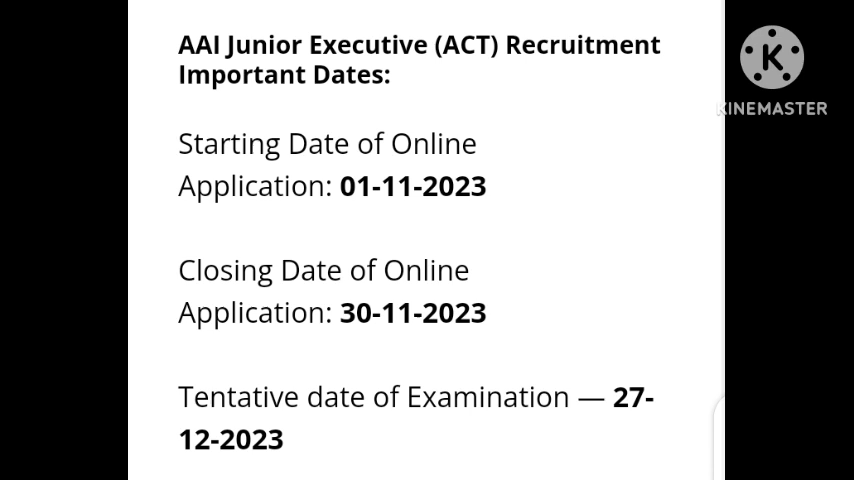 AAI Junior Executive (ACT) Recruitment
Important Dates:
Starting Date of Online
Application: 01-11-2023
Closing Date of Online
Application: 30-11-2023
Tentative date of Examination — 27-
12-2023
K
KINEMASTER